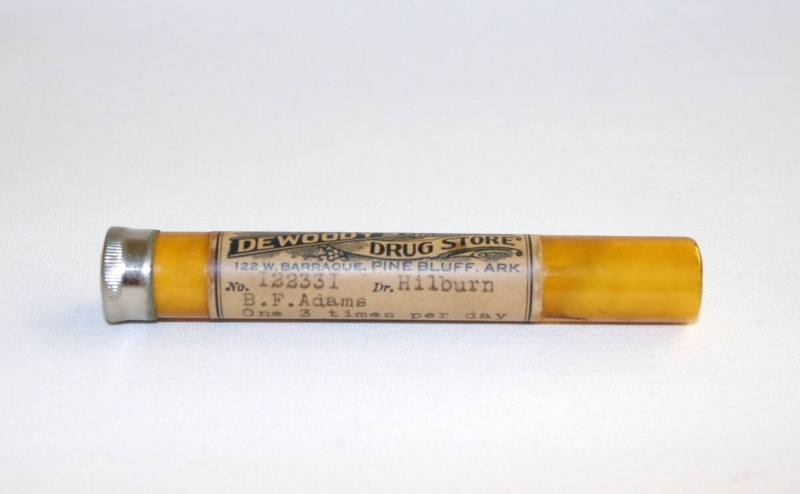 DEWOODY
DRUG STORE
122 W. BARRAQUE, PINE BLUFF, ARK.
No. 122331 Dr. Hilburn
B.F.Adams
One 3 times per day